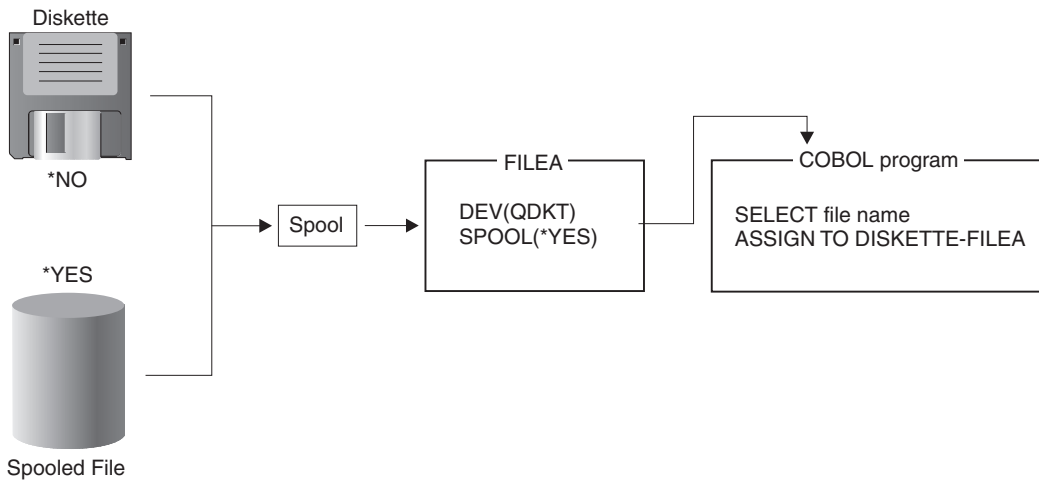 Diskette
*NO
*YES
Spooled File
Spool
FILEA
DEV(QDKT)
SPOOL(*YES)
COBOL program
SELECT file name
ASSIGN TO DISKETTE-FILEA